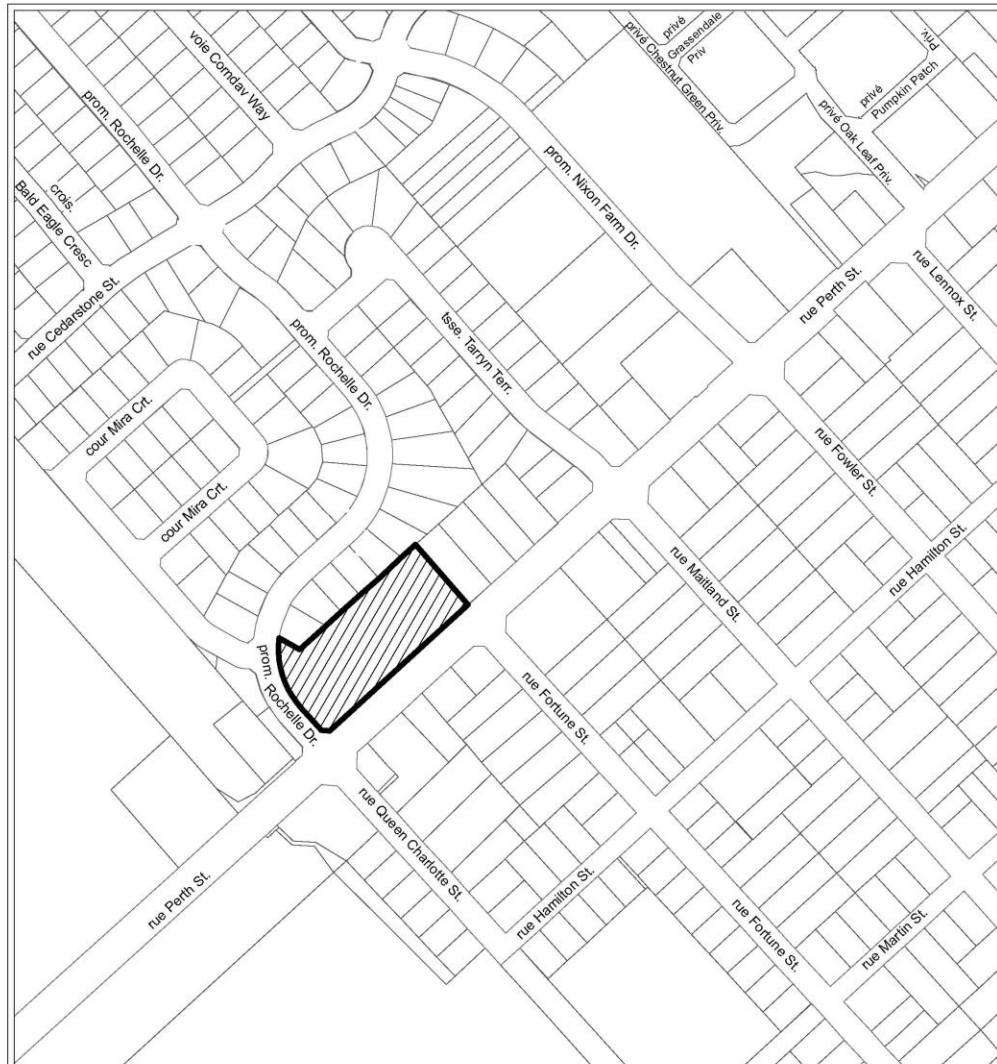 voie Corndav Way
prom. Rochelle Dr.
crois.
Bald Eagle Cresc
rue Cedarstone St.
cour Mira Crt.
cour Mira Crt.
prom. Rochelle Dr.
prom. Rochelle Dr.
tsse. Tarryn Terr.
prom. Nixon Farm Dr.
privé Chestnut Green Priv.
privé
Grassendale
Priv
Priv.
privé
Pumpkin Patch
privé Oak Leaf Priv.
rue Perth St.
rue Lennox St.
rue Fowler St.
rue Hamilton St.
rue Maitland St.
rue Fortune St.
rue Queen Charlotte St.
rue Hamilton St.
rue Perth St.
rue Fortune St.
rue Martin St.